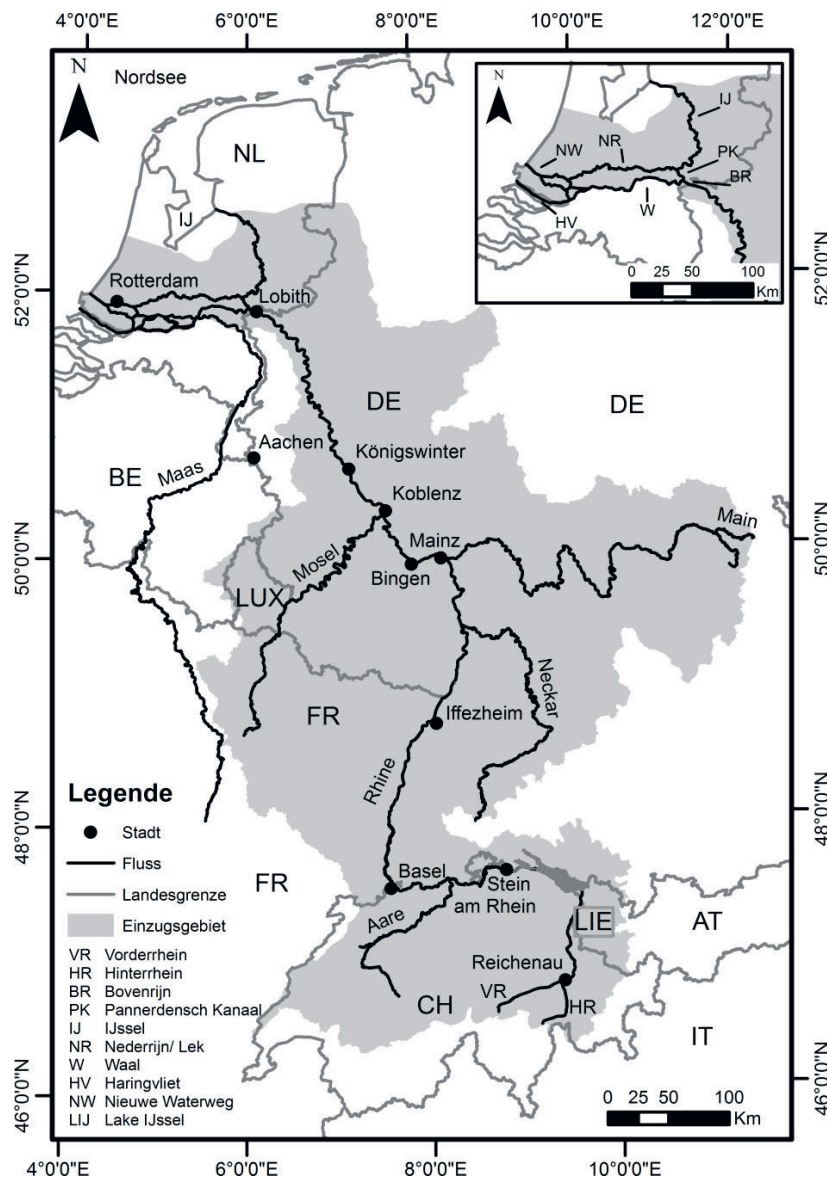 4°0'0"E 6°0'0"E 8°0'0"E 10°0'0"E 12°0'0"E
N
Nordsee
NL
IJ
52°0'0"N
Rotterdam
Lobith
DE
DE
BE
Maas
Aachen
Königswinter
Koblenz
Mosel
Mainz
Main
Bingen
50°0'0"N
LUX
FR
Neckar
Iffezheim
Rhine
48°0'0"N
FR
Basel
Stein
am Rhein
Aare
LIE
AT
Reichenau
VR
HR
CH
IT
46°0'0"N
N
IJ
NW
NR
PK
BR
HV
W
0 25 50 100
Km
52°0'0"N
50°0'0"N
48°0'0"N
46°0'0"N
Legende
Stadt
Fluss
Landesgrenze
Einzugsgebiet
VR Vorderrhein
HR Hinterrhein
BR Bovenrijn
PK Pannerdensch Kanaal
IJ IJssel
NR Nederrijn/ Lek
W Waal
HV Haringvliet
NW Nieuwe Waterweg
LIJ Lake IJssel
0 25 50 100
Km
4°0'0"E 6°0'0"E 8°0'0"E 10°0'0"E